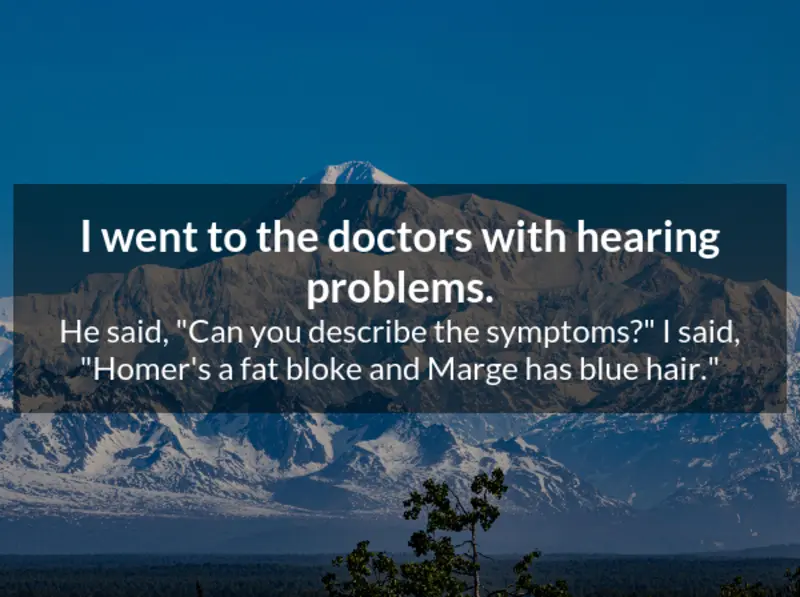 I went to the doctors with hearing
problems.
He said, "Can you describe the symptoms?" I said,
"Homer's a fat bloke and Marge has blue hair."